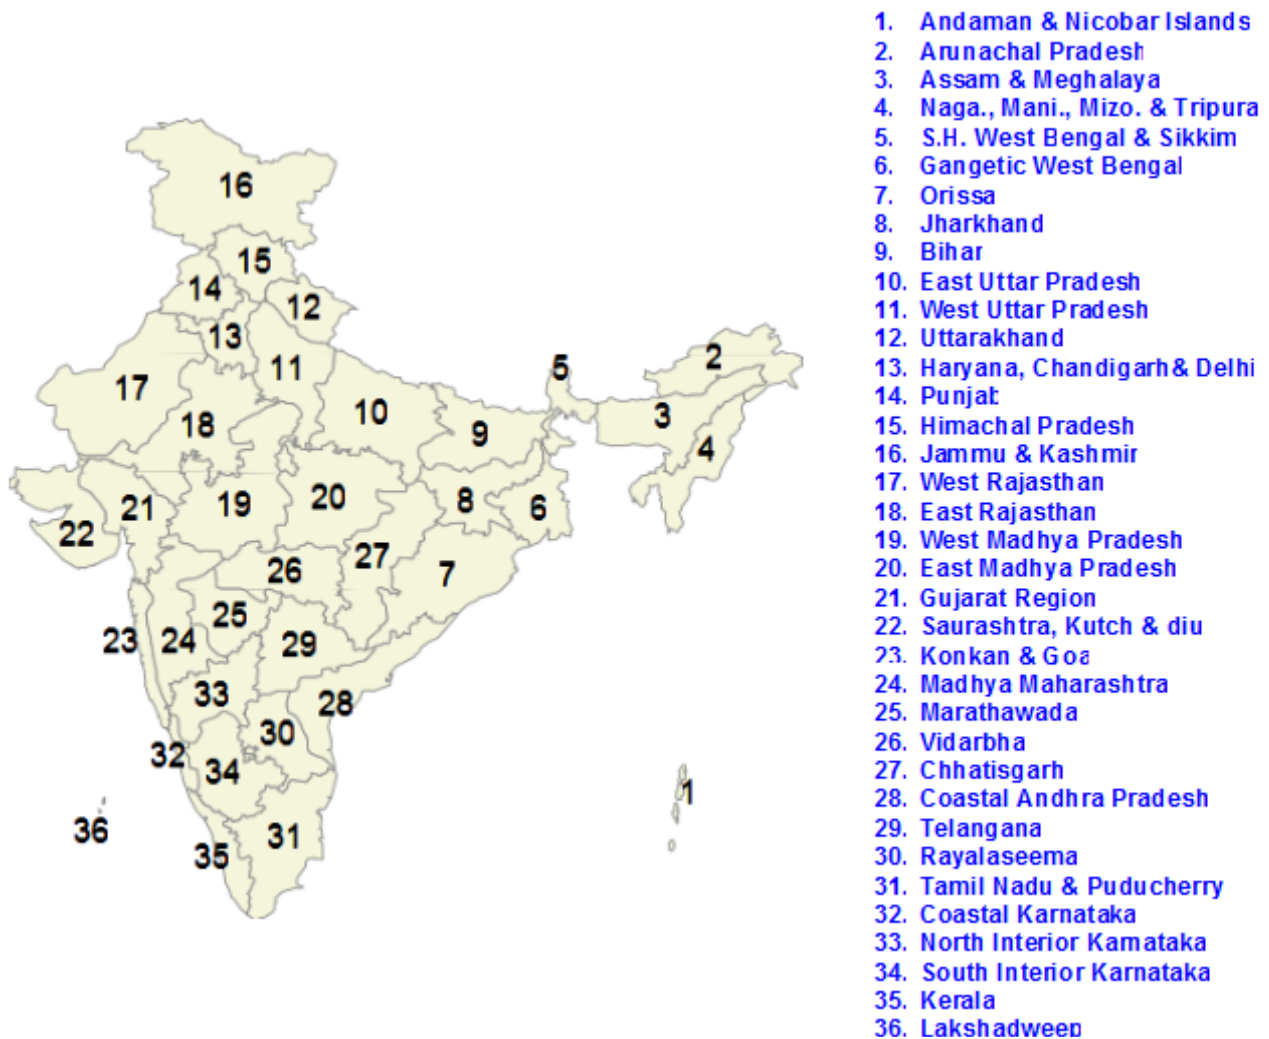 1. Andaman & Nicobar Islands
2. Arunachal Pradesh
3. Assam & Meghalaya
4. Naga., Mani., Mizo. & Tripura
5. S.H. West Bengal & Sikkim
6. Gangetic West Bengal
7. Orissa
8. Jharkhand
9. Bihar
10. East Uttar Pradesh
11. West Uttar Pradesh
12. Uttarakhand
13. Haryana, Chandigarh & Delhi
14. Punjab
15. Himachal Pradesh
16. Jammu & Kashmir
17. West Rajasthan
18. East Rajasthan
19. West Madhya Pradesh
20. East Madhya Pradesh
21. Gujarat Region
22. Saurashtra, Kutch & diu
23. Konkan & Goa
24. Madhya Maharashtra
25. Marathawada
26. Vidarbha
27. Chhatisgarh
28. Coastal Andhra Pradesh
29. Telangana
30. Rayalaseema
31. Tamil Nadu & Puducherry
32. Coastal Karnataka
33. North Interior Karnataka
34. South Interior Karnataka
35. Kerala
36. Lakshadweep
16
15
14
12
13
11
5
2
17
10
3
18
9
4
20
19
8
21
6
22
27
26
7
25
23
24
29
33
28
30
32
34
1
36
31
35